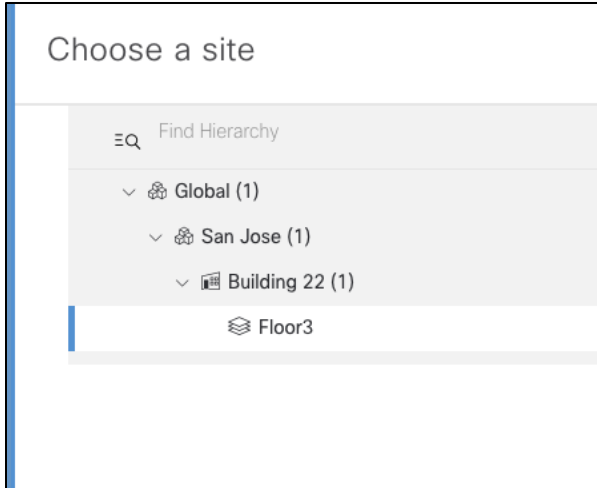 Choose a site
Find Hierarchy
Global (1)
San Jose (1)
Building 22 (1)
Floor3